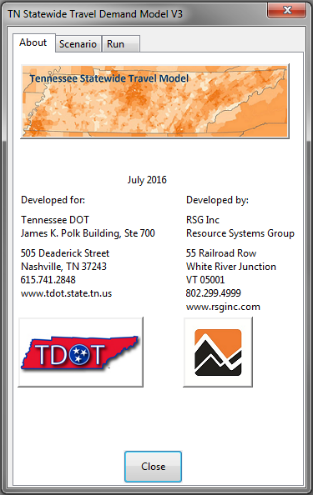 TN Statewide Travel Demand Model V3
About Scenario Run
Tennessee Statewide Travel Model
July 2016
Developed for:
Tennessee DOT
James K. Polk Building, Ste 700
505 Deaderick Street
Nashville, TN 37243
615.741.2848
www.tdot.state.tn.us
Developed by:
RSG Inc
Resource Systems Group
55 Railroad Row
White River Junction
VT 05001
802.299.4999
www.rsginc.com
TDOT
Close